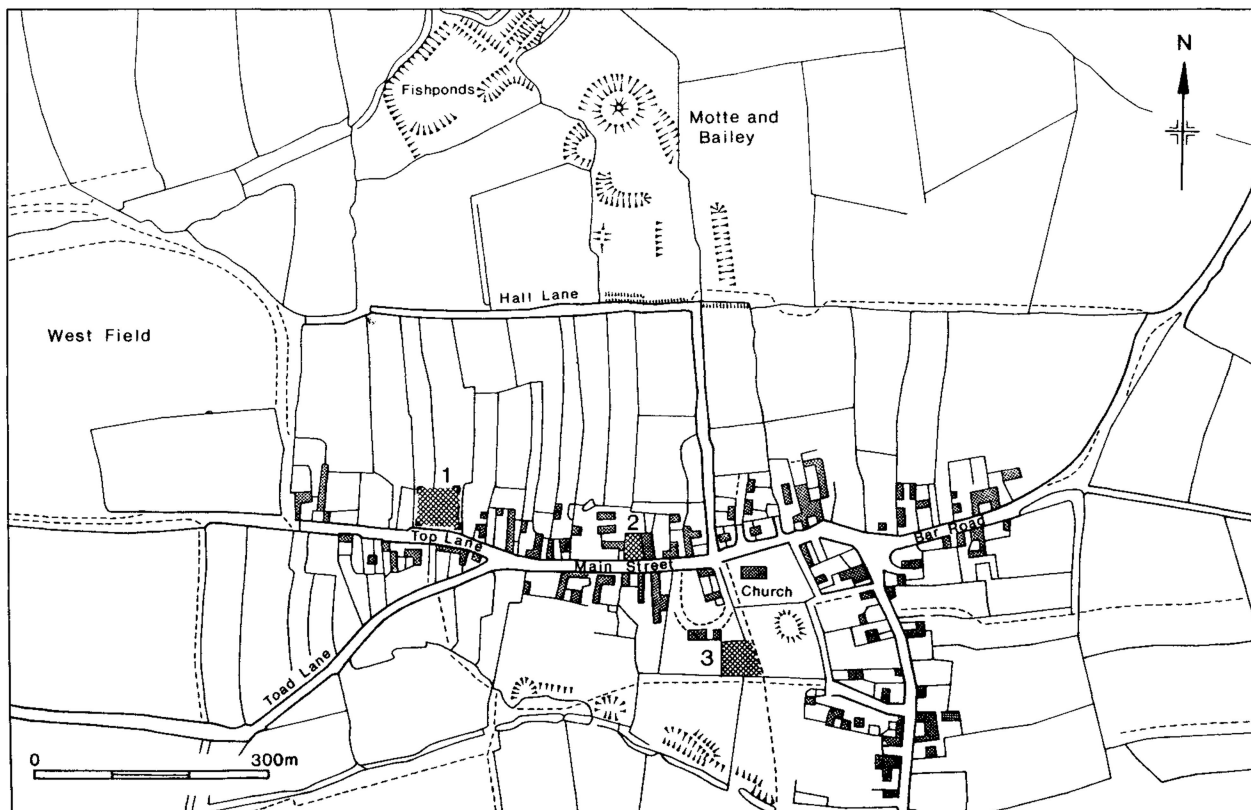 N
Fishponds
Motte and
Bailey
Hall Lane
West Field
1
2
Top Lane
Main Street
Bar Road
Church
3
Toad Lane
0 300m